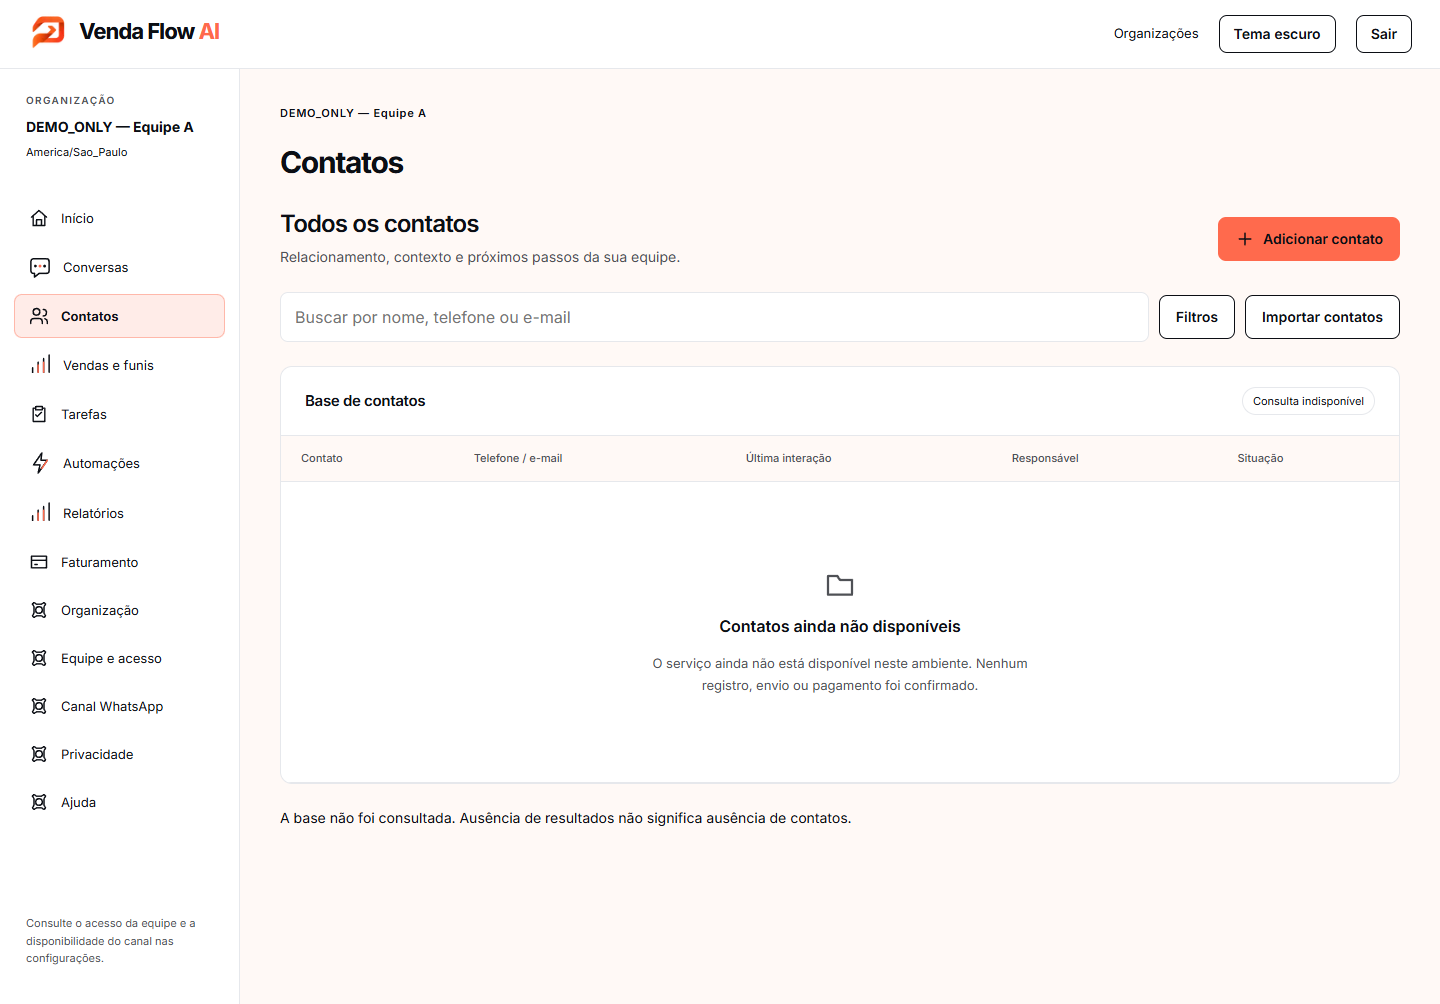 Venda Flow AI
Organizações
Tema escuro
Sair
ORGANIZAÇÃO
DEMO_ONLY — Equipe A
America/Sao_Paulo
Início
Conversas
Contatos
Vendas e funis
Tarefas
Automações
Relatórios
Faturamento
Organização
Equipe e acesso
Canal WhatsApp
Privacidade
Ajuda
Consulte o acesso da equipe e a
disponibilidade do canal nas
configurações.
DEMO_ONLY — Equipe A
Contatos
Todos os contatos
Relacionamento, contexto e próximos passos da sua equipe.
Adicionar contato
Buscar por nome, telefone ou e-mail
Filtros
Importar contatos
Base de contatos
Consulta indisponível
Contato
Telefone / e-mail
Última interação
Responsável
Situação
Contatos ainda não disponíveis
O serviço ainda não está disponível neste ambiente. Nenhum
registro, envio ou pagamento foi confirmado.
A base não foi consultada. Ausência de resultados não significa ausência de contatos.